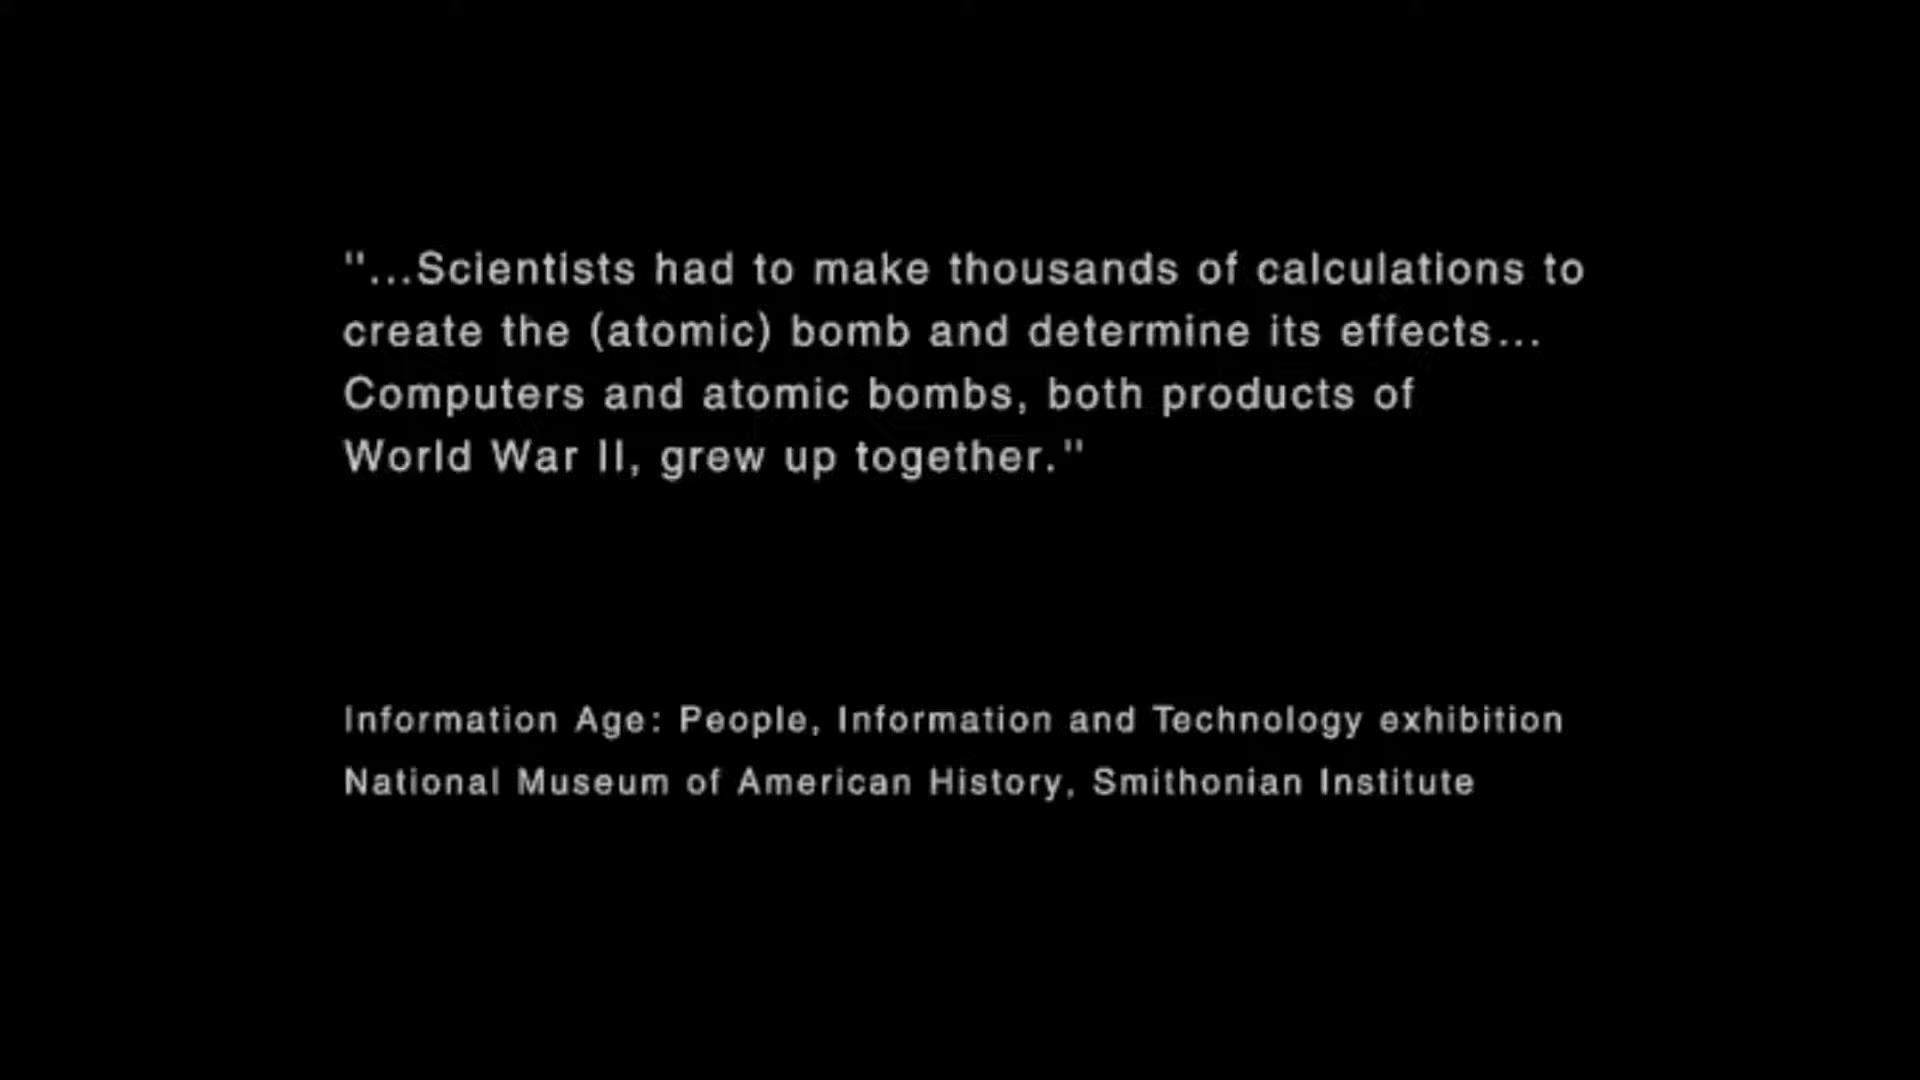 "...Scientists had to make thousands of calculations to
create the (atomic) bomb and determine its effects...
Computers and atomic bombs, both products of
World War II, grew up together."
Information Age: People, Information and Technology exhibition
National Museum of American History, Smithonian Institute